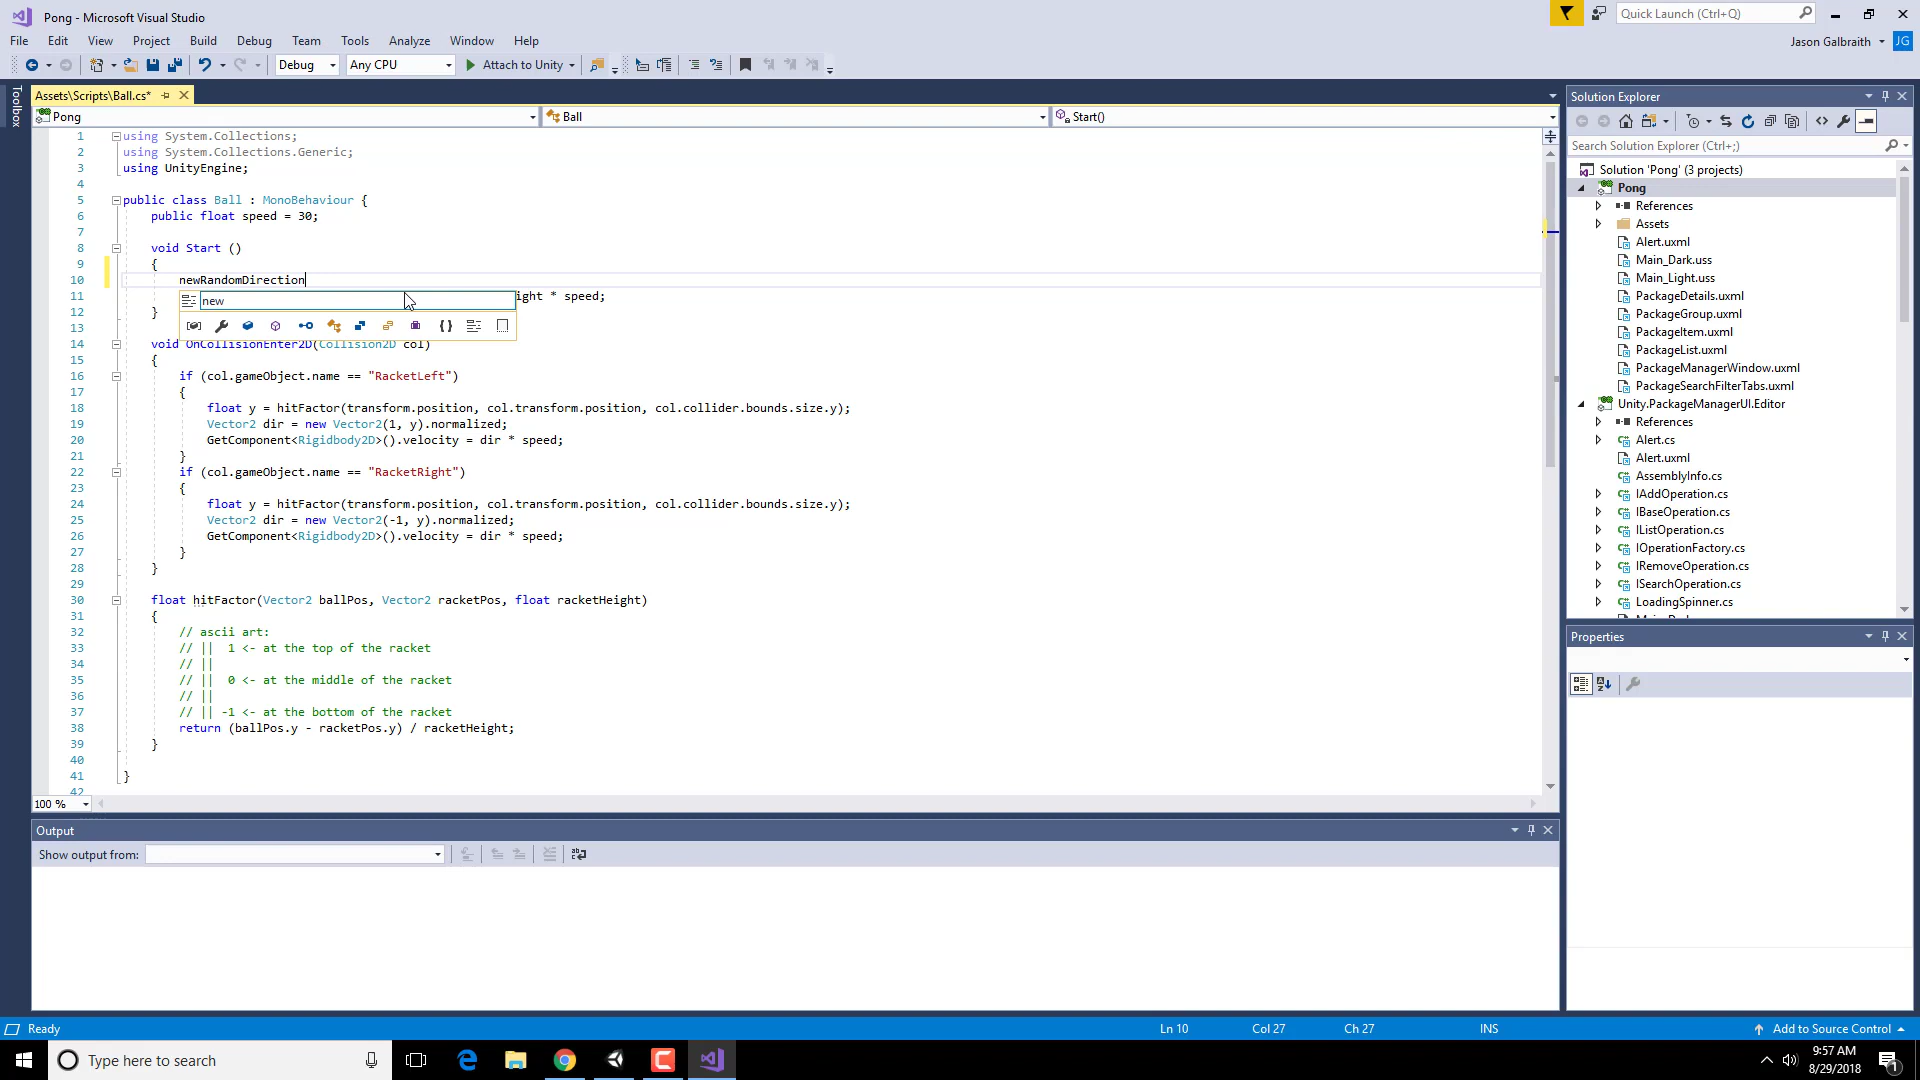 Pong - Microsoft Visual Studio
Quick Launch (Ctrl+Q)
File Edit View Project Build Debug Team Tools Analyze Window Help
Jason Galbraith JG
Debug Any CPU Attach to Unity
Toolbox
Assets\Scripts\Ball.cs*
Pong Ball Start()
1 using System.Collections;
2 using System.Collections.Generic;
3 using UnityEngine;
4
5 public class Ball : MonoBehaviour {
6 public float speed = 30;
7
8 void Start ()
9 {
10 newRandomDirection
new
11 ight * speed;
12 }
13
14 void OnCollisionEnter2D(Collision2D col)
15 {
16 if (col.gameObject.name == "RacketLeft")
17 {
18 float y = hitFactor(transform.position, col.transform.position, col.collider.bounds.size.y);
19 Vector2 dir = new Vector2(1, y).normalized;
20 GetComponent<Rigidbody2D>().velocity = dir * speed;
21 }
22 if (col.gameObject.name == "RacketRight")
23 {
24 float y = hitFactor(transform.position, col.transform.position, col.collider.bounds.size.y);
25 Vector2 dir = new Vector2(-1, y).normalized;
26 GetComponent<Rigidbody2D>().velocity = dir * speed;
27 }
28 }
29
30 float hitFactor(Vector2 ballPos, Vector2 racketPos, float racketHeight)
31 {
32 // ascii art:
33 // || 1 <- at the top of the racket
34 // ||
35 // || 0 <- at the middle of the racket
36 // ||
37 // || -1 <- at the bottom of the racket
38 return (ballPos.y - racketPos.y) / racketHeight;
39 }
40
41 }
42
100 %
Output
Show output from:
Solution Explorer
Search Solution Explorer (Ctrl+;)
Solution 'Pong' (3 projects)
Pong
References
Assets
Alert.uxml
Main_Dark.uss
Main_Light.uss
PackageDetails.uxml
PackageGroup.uxml
PackageItem.uxml
PackageList.uxml
PackageManagerWindow.uxml
PackageSearchFilterTabs.uxml
Unity.PackageManagerUI.Editor
References
Alert.cs
Alert.uxml
AssemblyInfo.cs
IAddOperation.cs
IBaseOperation.cs
IListOperation.cs
IOperationFactory.cs
IRemoveOperation.cs
ISearchOperation.cs
LoadingSpinner.cs
Properties
Ready Ln 10 Col 27 Ch 27 INS Add to Source Control
Type here to search
9:57 AM
8/29/2018
1